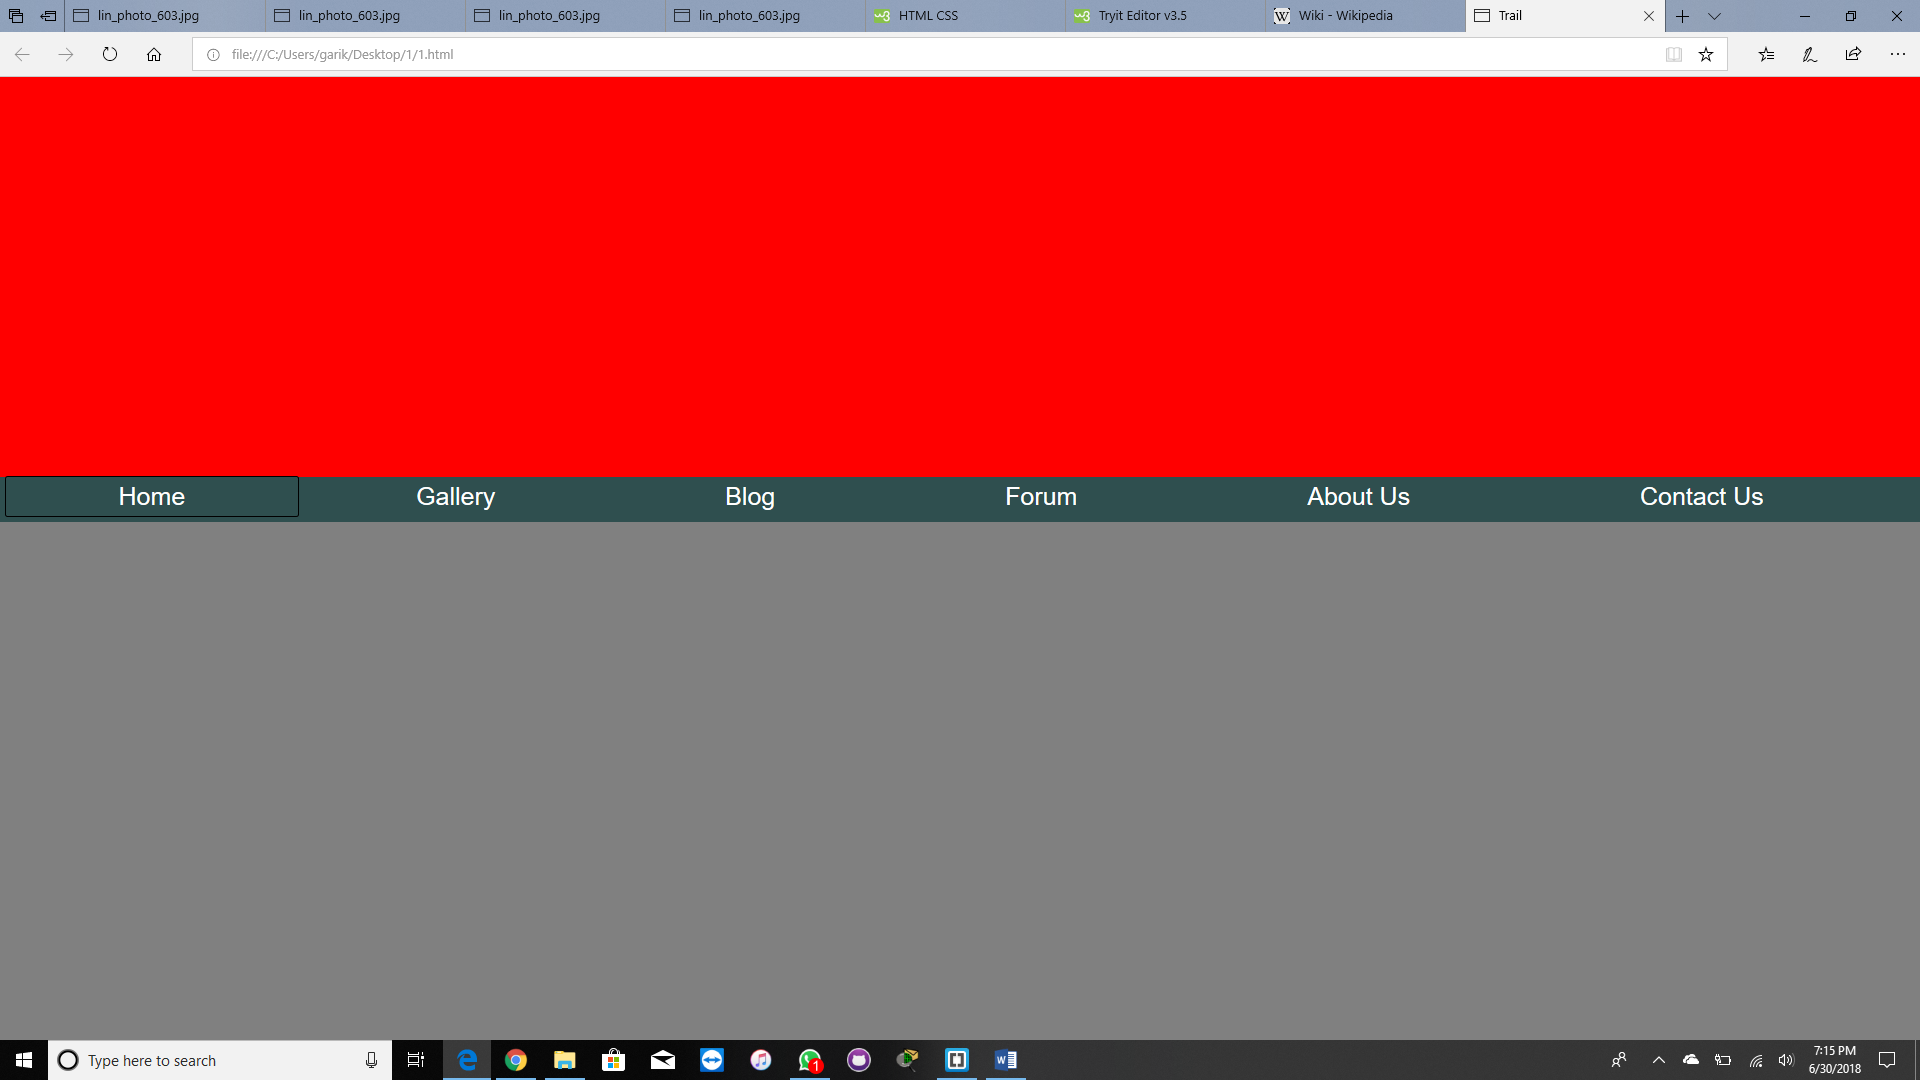 lin_photo_603.jpg lin_photo_603.jpg lin_photo_603.jpg lin_photo_603.jpg HTML CSS Tryit Editor v3.5 Wiki - Wikipedia Trail
file:///C:/Users/garik/Desktop/1/1.html
Home Gallery Blog Forum About Us Contact Us
Type here to search
1
7:15 PM
6/30/2018